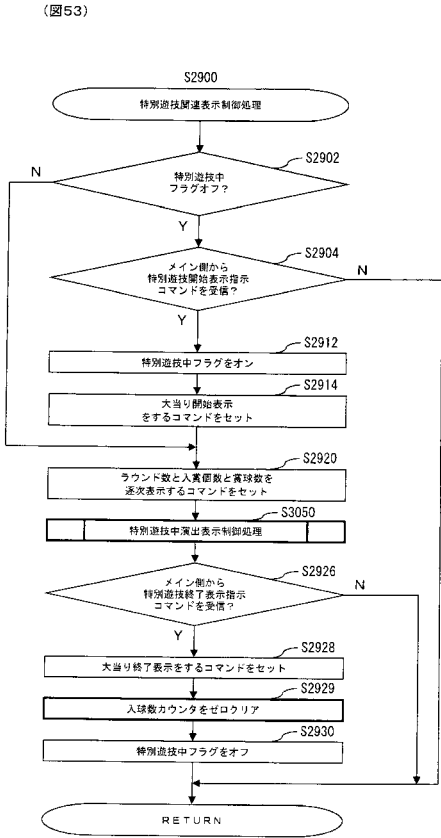 (図53)
S2900
特別遊技関連表示制御処理
S2902
特別遊技中
フラグオフ?
N
Y
S2904
メイン側から
特別遊技開始表示指示
コマンドを受信?
N
Y
S2912
特別遊技中フラグをオン
S2914
大当り開始表示
をするコマンドをセット
S2920
ラウンド数と入賞個数と賞球数を
逐次表示するコマンドをセット
S3050
特別遊技中演出表示制御処理
S2926
メイン側から
特別遊技終了表示指示
コマンドを受信?
N
Y
S2928
大当り終了表示をするコマンドをセット
S2929
入球数カウンタをゼロクリア
S2930
特別遊技中フラグをオフ
RETURN